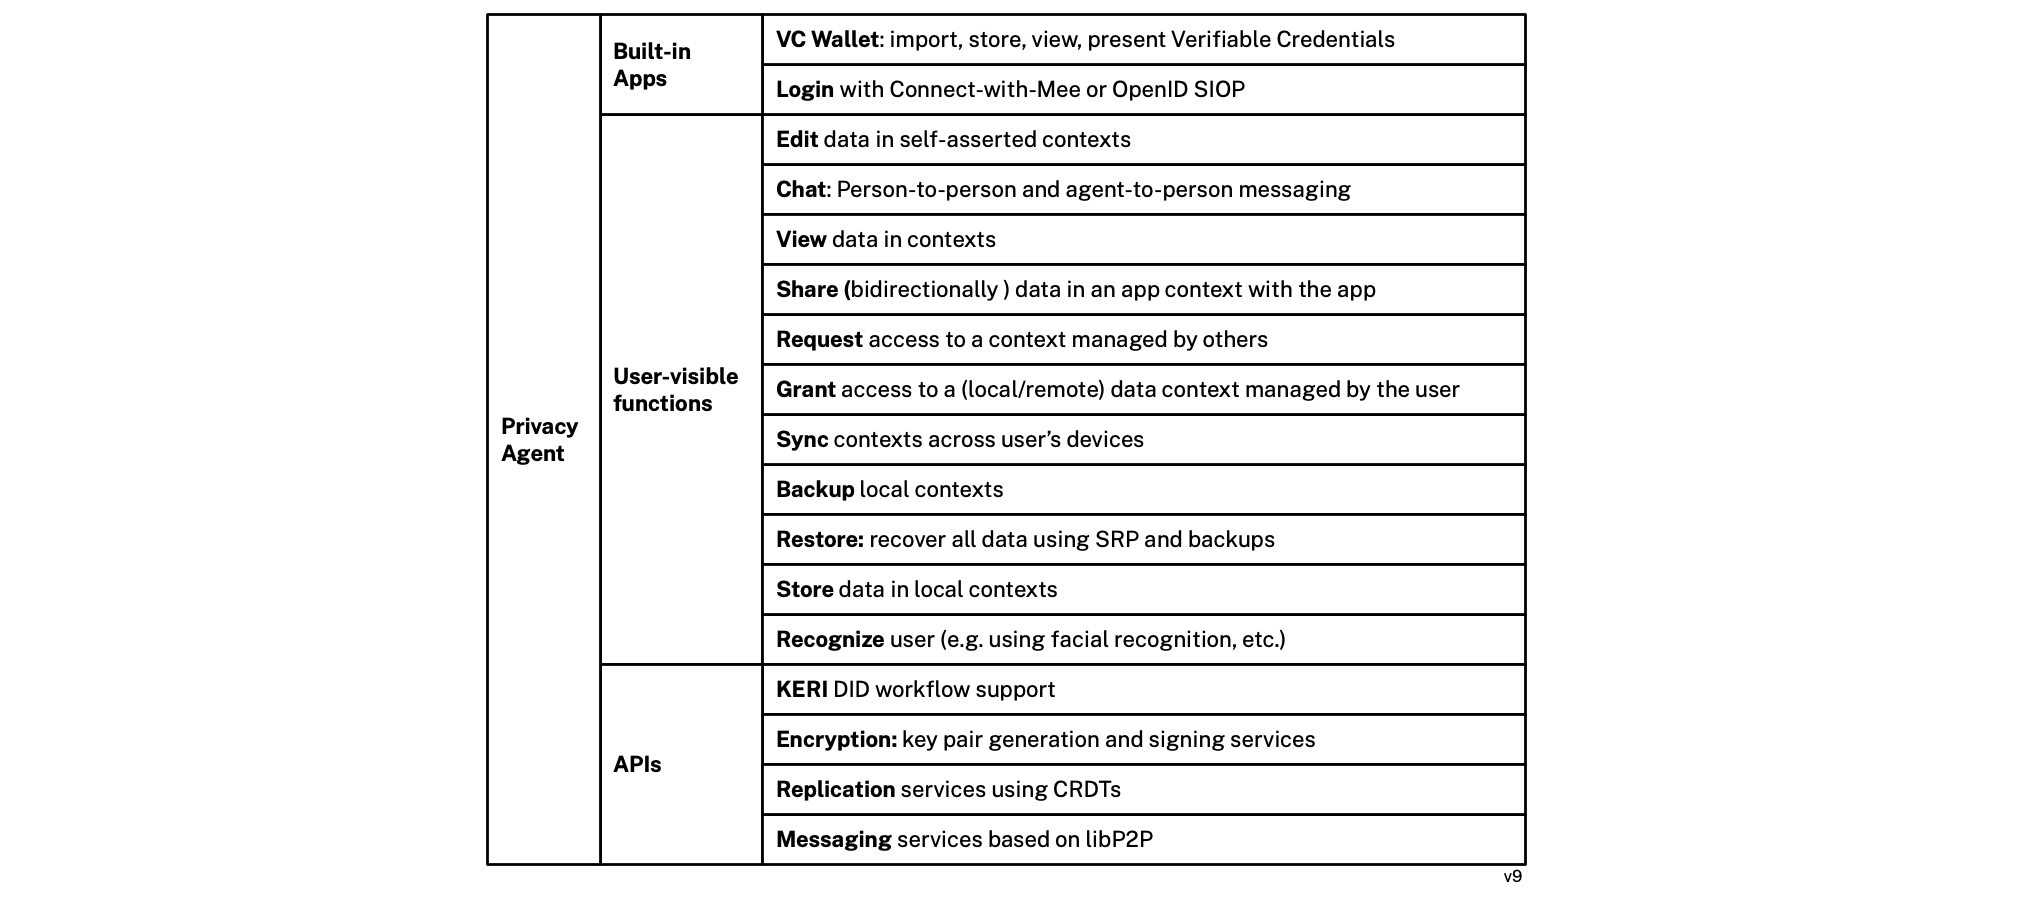 Privacy
Agent
Built-in
Apps
VC Wallet: import, store, view, present Verifiable Credentials
Login with Connect-with-Mee or OpenID SIOP
User-visible
functions
Edit data in self-asserted contexts
Chat: Person-to-person and agent-to-person messaging
View data in contexts
Share (bidirectionally ) data in an app context with the app
Request access to a context managed by others
Grant access to a (local/remote) data context managed by the user
Sync contexts across user’s devices
Backup local contexts
Restore: recover all data using SRP and backups
Store data in local contexts
Recognize user (e.g. using facial recognition, etc.)
APIs
KERI DID workflow support
Encryption: key pair generation and signing services
Replication services using CRDTs
Messaging services based on libP2P
v9